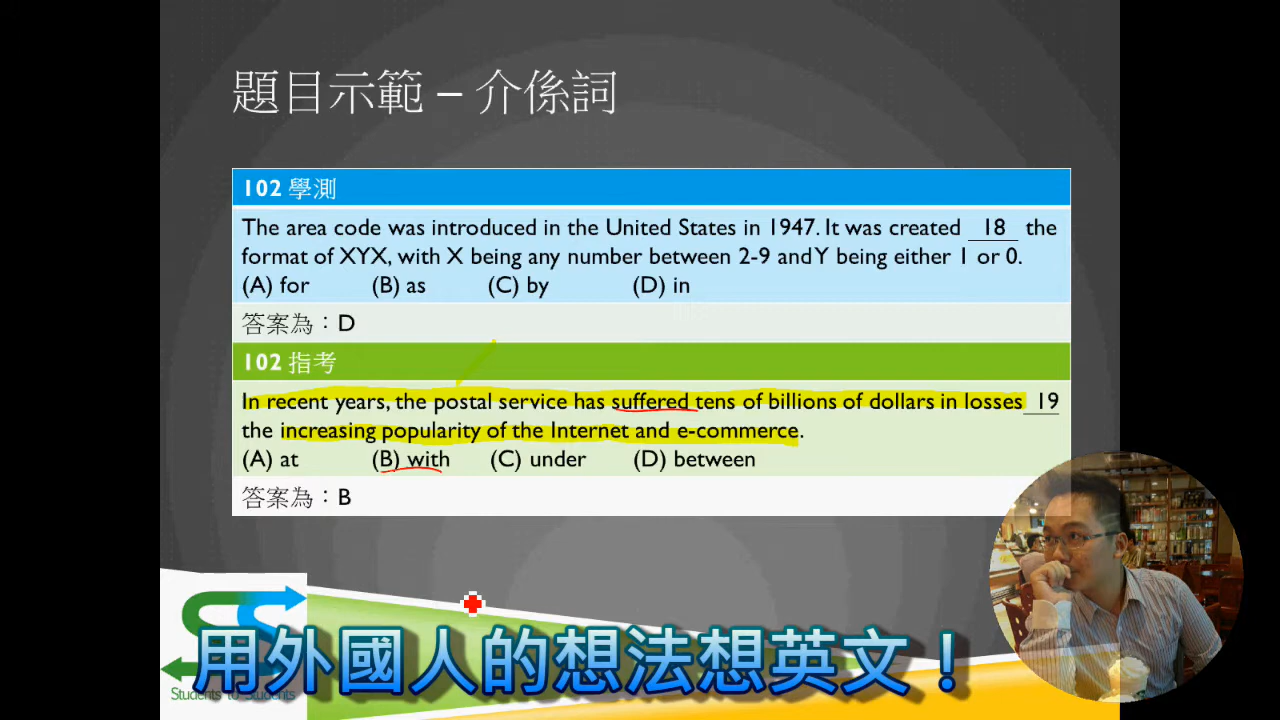 題目示範 – 介係詞
102 學測
The area code was introduced in the United States in 1947. It was created 18 the
format of XYX, with X being any number between 2-9 and Y being either 1 or 0.
(A) for (B) as (C) by (D) in
答案為：D
102 指考
In recent years, the postal service has suffered tens of billions of dollars in losses 19
the increasing popularity of the Internet and e-commerce.
(A) at (B) with (C) under (D) between
答案為：B
用外國人的想法想英文！
Students to Students